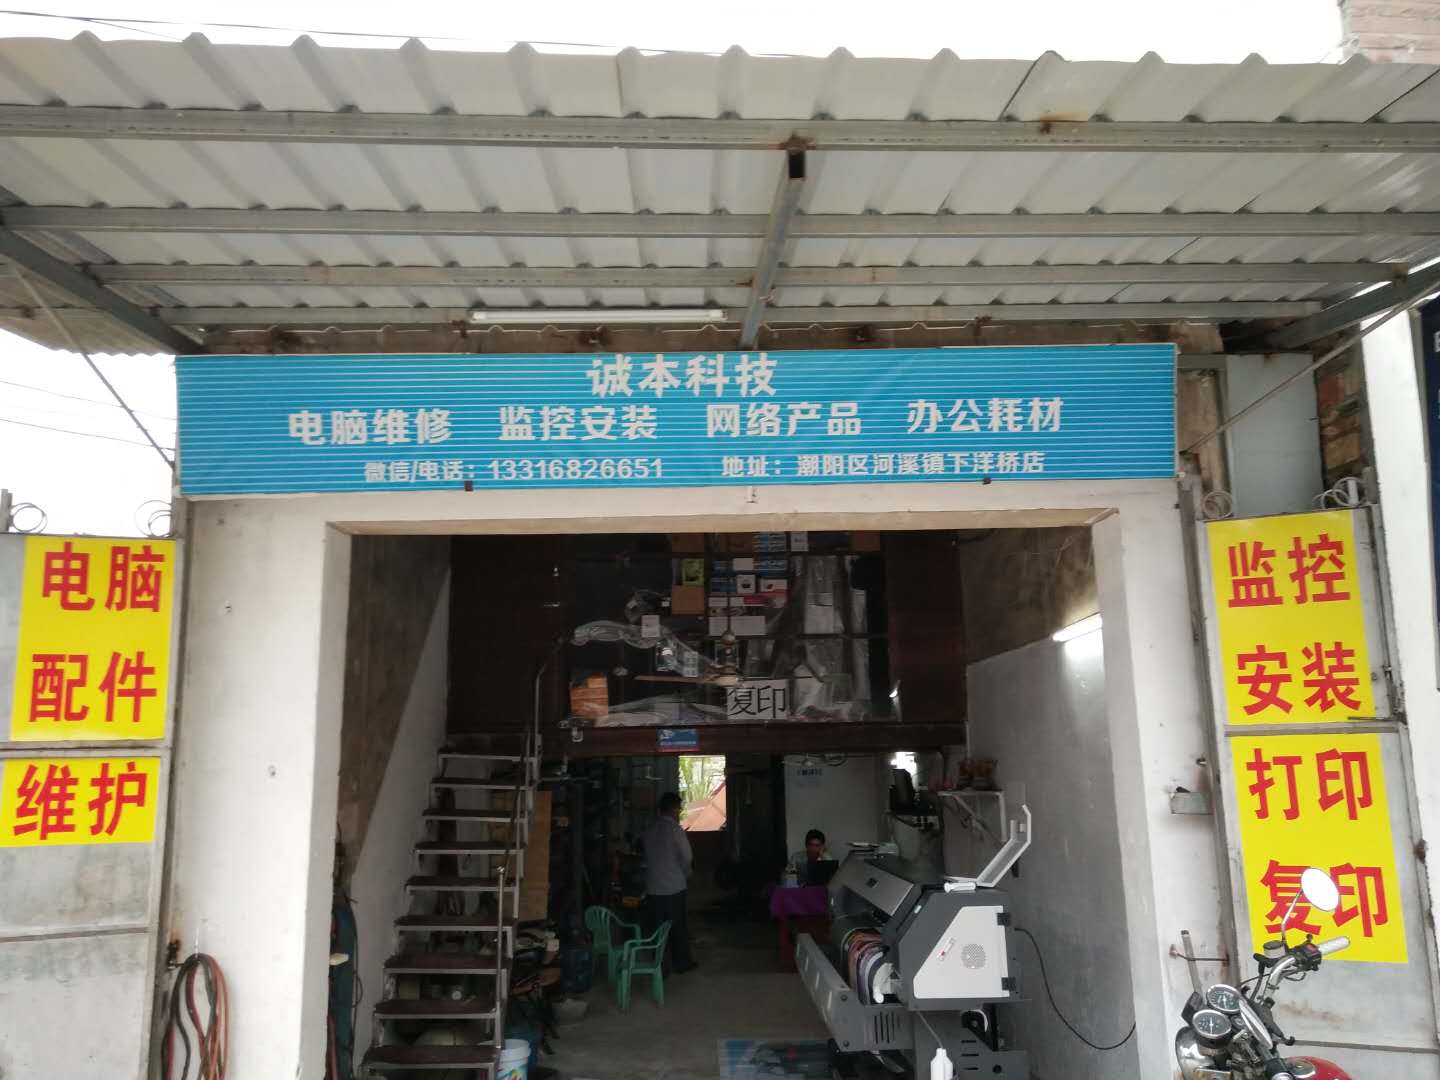 诚本科技
电脑维修 监控安装 网络产品 办公耗材
微信/电话：13316826651 地址：潮阳区河溪镇下洋桥店
电脑
配件
维护
监控
安装
打印
复印
复印